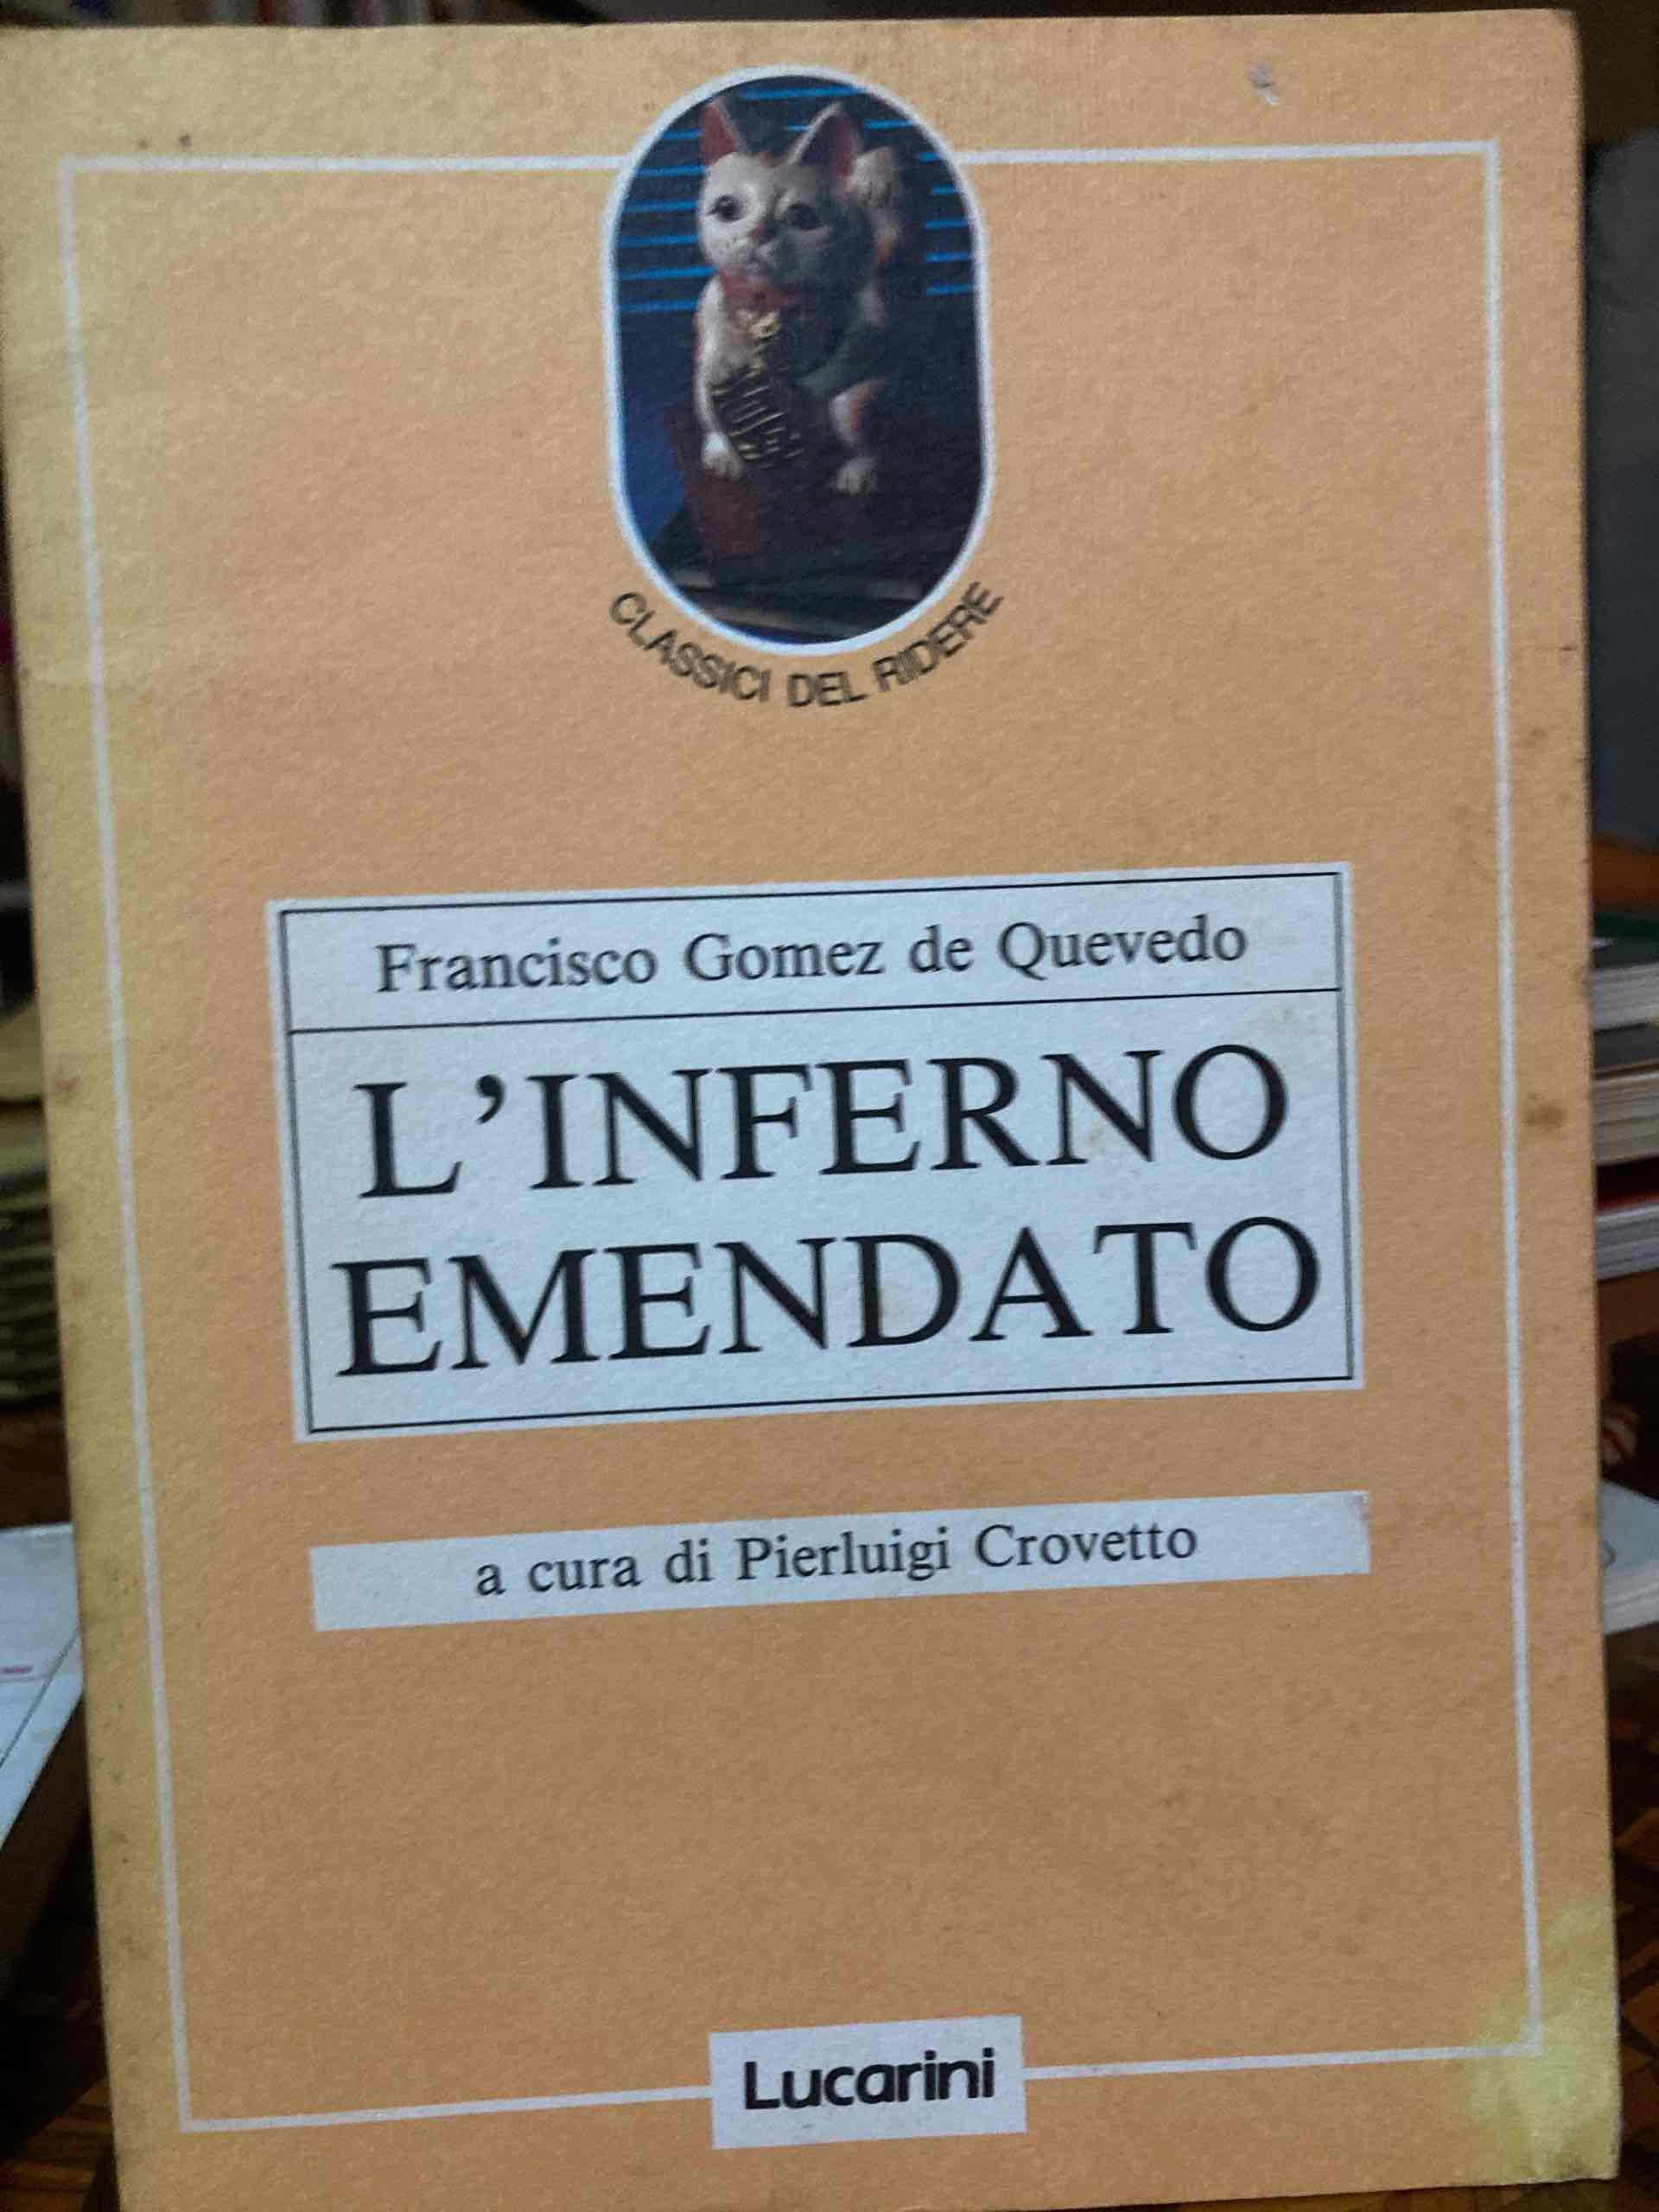 CLASSICI DEL RIDERE
Francisco Gomez de Quevedo
L'INFERNO
EMENDATO
a cura di Pierluigi Crovetto
Lucarini